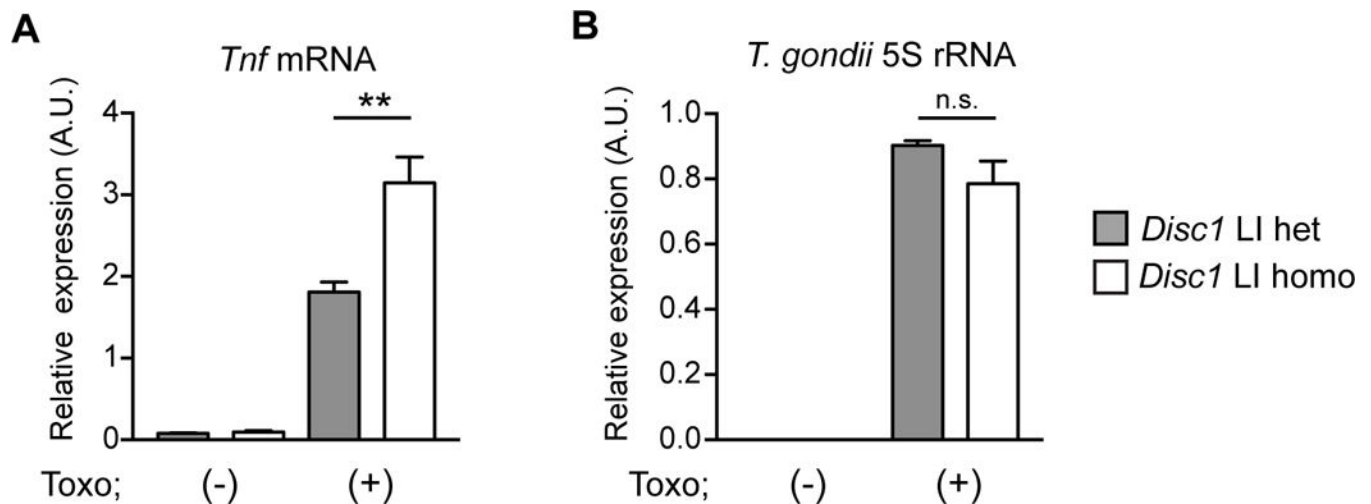 A
Tnf mRNA
Relative expression (A.U.)
4
3
2
1
0
**
Toxo; (-) (+)
B
T. gondii 5S rRNA
Relative expression (A.U.)
1.0
0.8
0.6
0.4
0.2
0.0
n.s.
Toxo; (-) (+)
Disc1 LI het
Disc1 LI homo